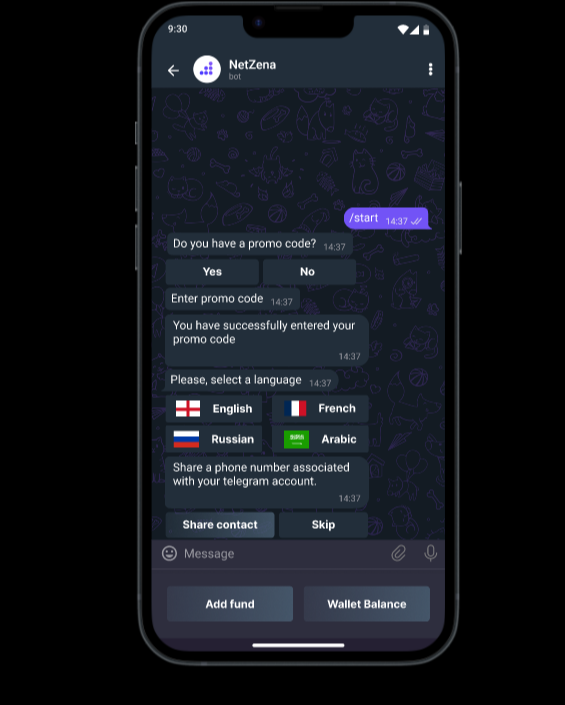 9:30
NetZena
bot
/start 14:37
Do you have a promo code? 14:37
Yes No
Enter promo code 14:37
You have successfully entered your
promo code
14:37
Please, select a language 14:37
English French
Russian Arabic
Share a phone number associated
with your telegram account.
14:37
Share contact Skip
Message
Add fund Wallet Balance